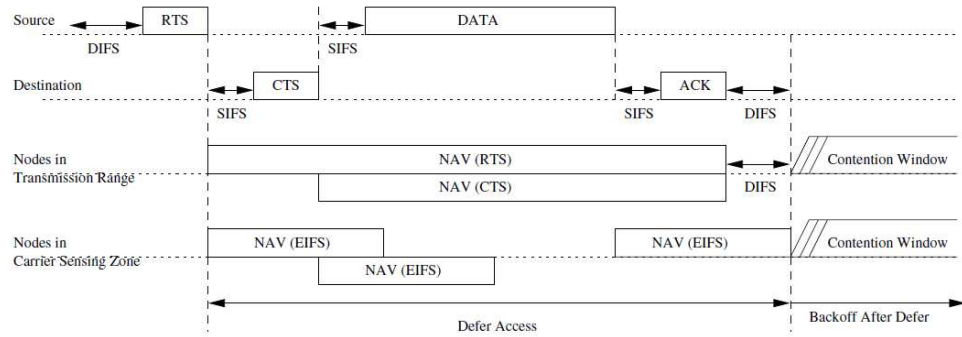 Source
RTS
DATA
DIFS
SIFS
Destination
CTS
ACK
SIFS
SIFS
DIFS
Nodes in
Transmission Range
NAV (RTS)
NAV (CTS)
DIFS
Contention Window
Nodes in
Carrier Sensing Zone
NAV (EIFS)
NAV (EIFS)
NAV (EIFS)
Contention Window
Defer Access
Backoff After Defer